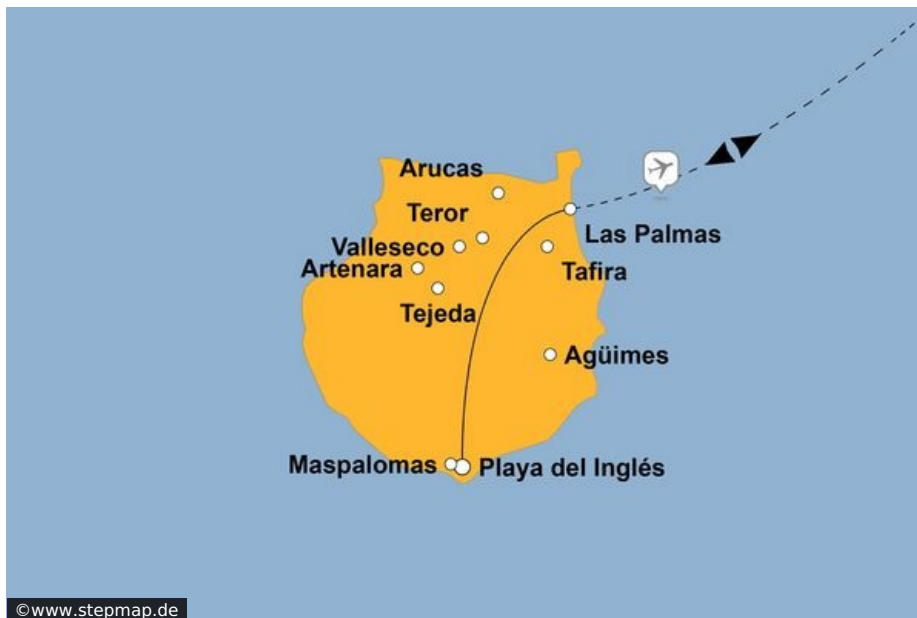 Arucas
Teror
Las Palmas
Valleseco
Tafira
Artenara
Tejeda
Agüimes
Maspalomas
Playa del Inglés
©www.stepmap.de